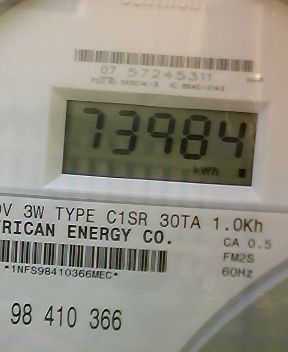 07 57245311
73984
kWh
V 3W TYPE C1SR 30TA 1.0Kh
RICAN ENERGY CO.
CA 0.5
FM2S
60Hz
*1NFS98410366MEC*
98 410 366